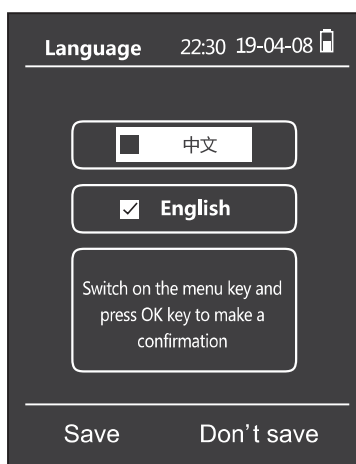 Language 22:30 19-04-08
中文
English
Switch on the menu key and
press OK key to make a
confirmation
Save Don't save